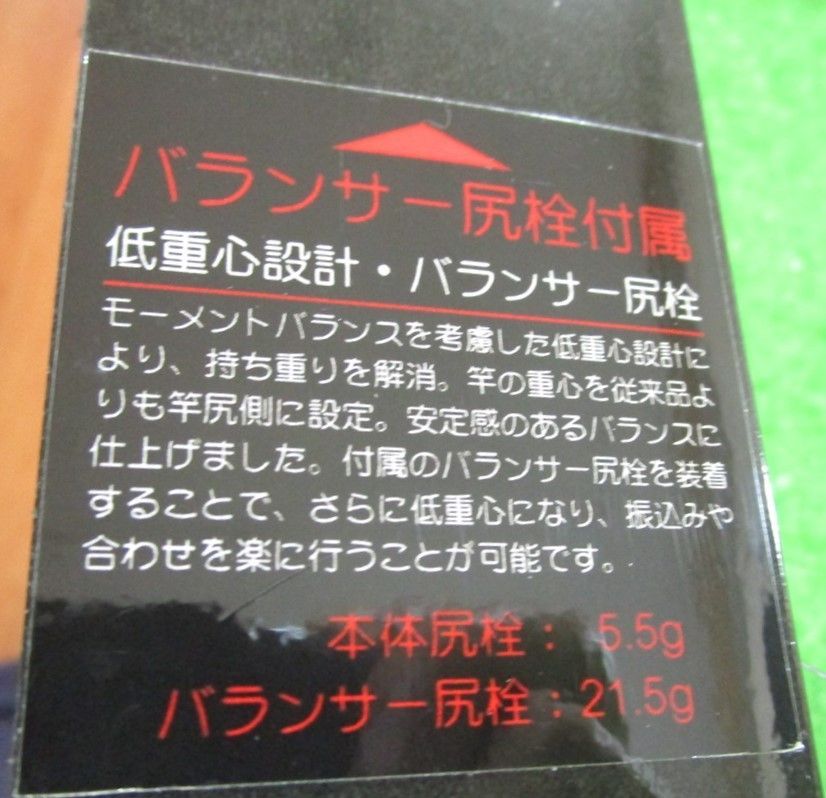 バランサー尻栓付属
低重心設計・バランサー尻栓
モーメントバランスを考慮した低重心設計に
より、持ち重りを解消。竿の重心を従来品よ
りも竿尻側に設定。安定感のあるバランスに
仕上げました。付属のバランサー尻栓を装着
することで、さらに低重心になり、振込みや
合わせを楽に行うことが可能です。
本体尻栓： 5.5g
バランサー尻栓：21.5g